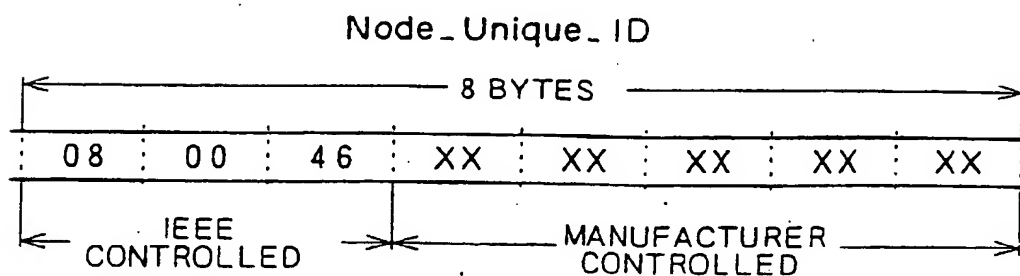 Node_Unique_ID
8 BYTES
08 00 46 XX XX XX XX XX
IEEE CONTROLLED
MANUFACTURER CONTROLLED